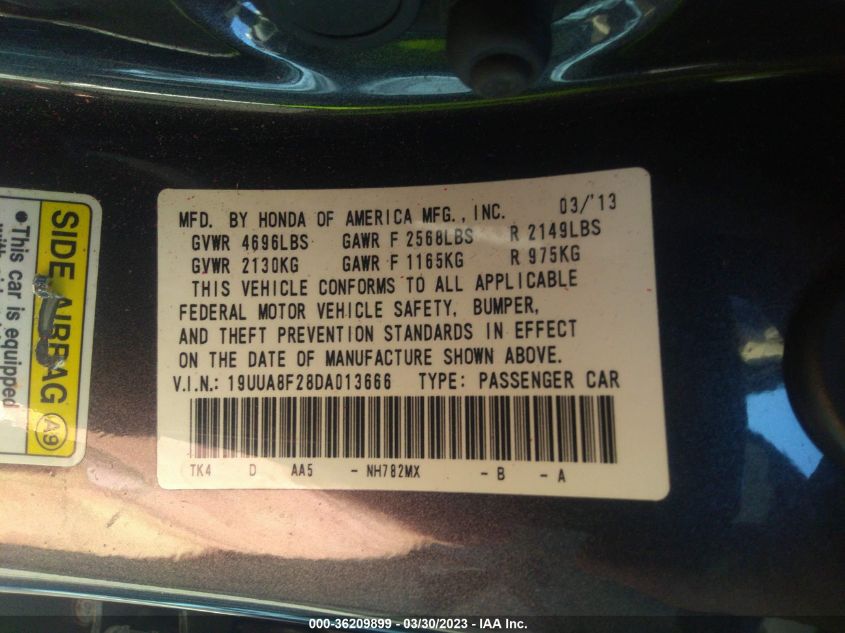 MFD. BY HONDA OF AMERICA MFG., INC. 03/'13
GVWR 4696LBS GAWR F 2568LBS R 2149LBS
GVWR 2130KG GAWR F 1165KG R 975KG
THIS VEHICLE CONFORMS TO ALL APPLICABLE
FEDERAL MOTOR VEHICLE SAFETY, BUMPER,
AND THEFT PREVENTION STANDARDS IN EFFECT
ON THE DATE OF MANUFACTURE SHOWN ABOVE.
V.I.N.: 19UUA8F28DA013666 TYPE: PASSENGER CAR
TK4 D AA5 - NH782MX - B - A
SIDE AIRBAG A9
•This car is equipped
000-36209899 - 03/30/2023 - IAA Inc.